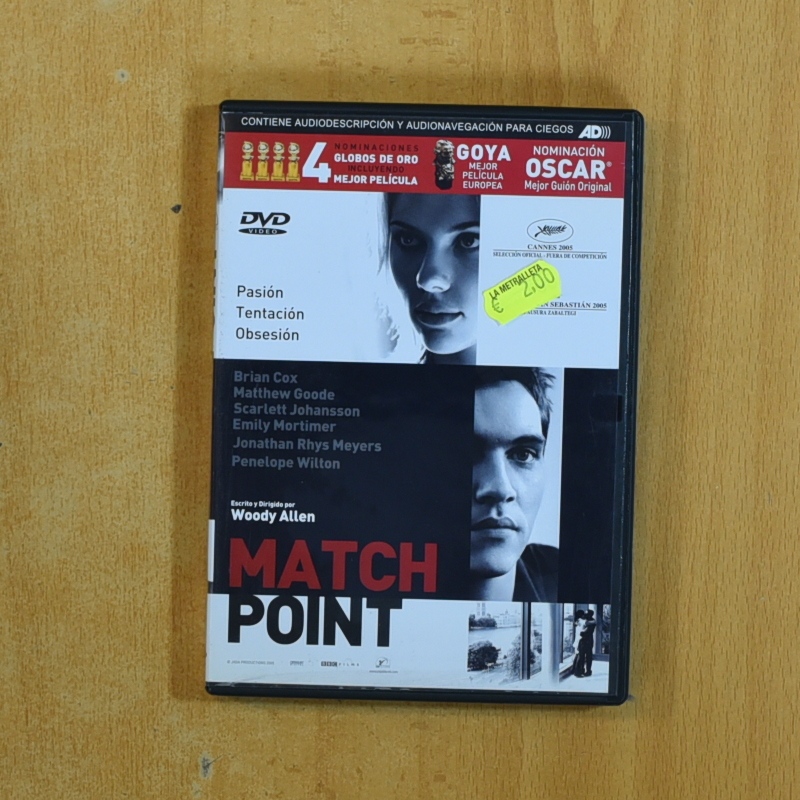 CONTIENE AUDIODESCRIPCIÓN Y AUDIONAVEGACIÓN PARA CIEGOS AD)))
4
NOMINACIONES
GLOBOS DE ORO
INCLUYENDO
MEJOR PELÍCULA
GOYA
MEJOR
PELÍCULA
EUROPEA
NOMINACIÓN
OSCAR®
Mejor Guión Original
DVD
VIDEO
CANNES 2005
SELECCIÓN OFICIAL - FUERA DE COMPETICIÓN
LA METRALLETA
€ 2,00
SEBASTIÁN 2005
ZABALTEGI
Pasión
Tentación
Obsesión
Brian Cox
Matthew Goode
Scarlett Johansson
Emily Mortimer
Jonathan Rhys Meyers
Penelope Wilton
Escrito y Dirigido por
Woody Allen
MATCH
POINT
BBC FILMS